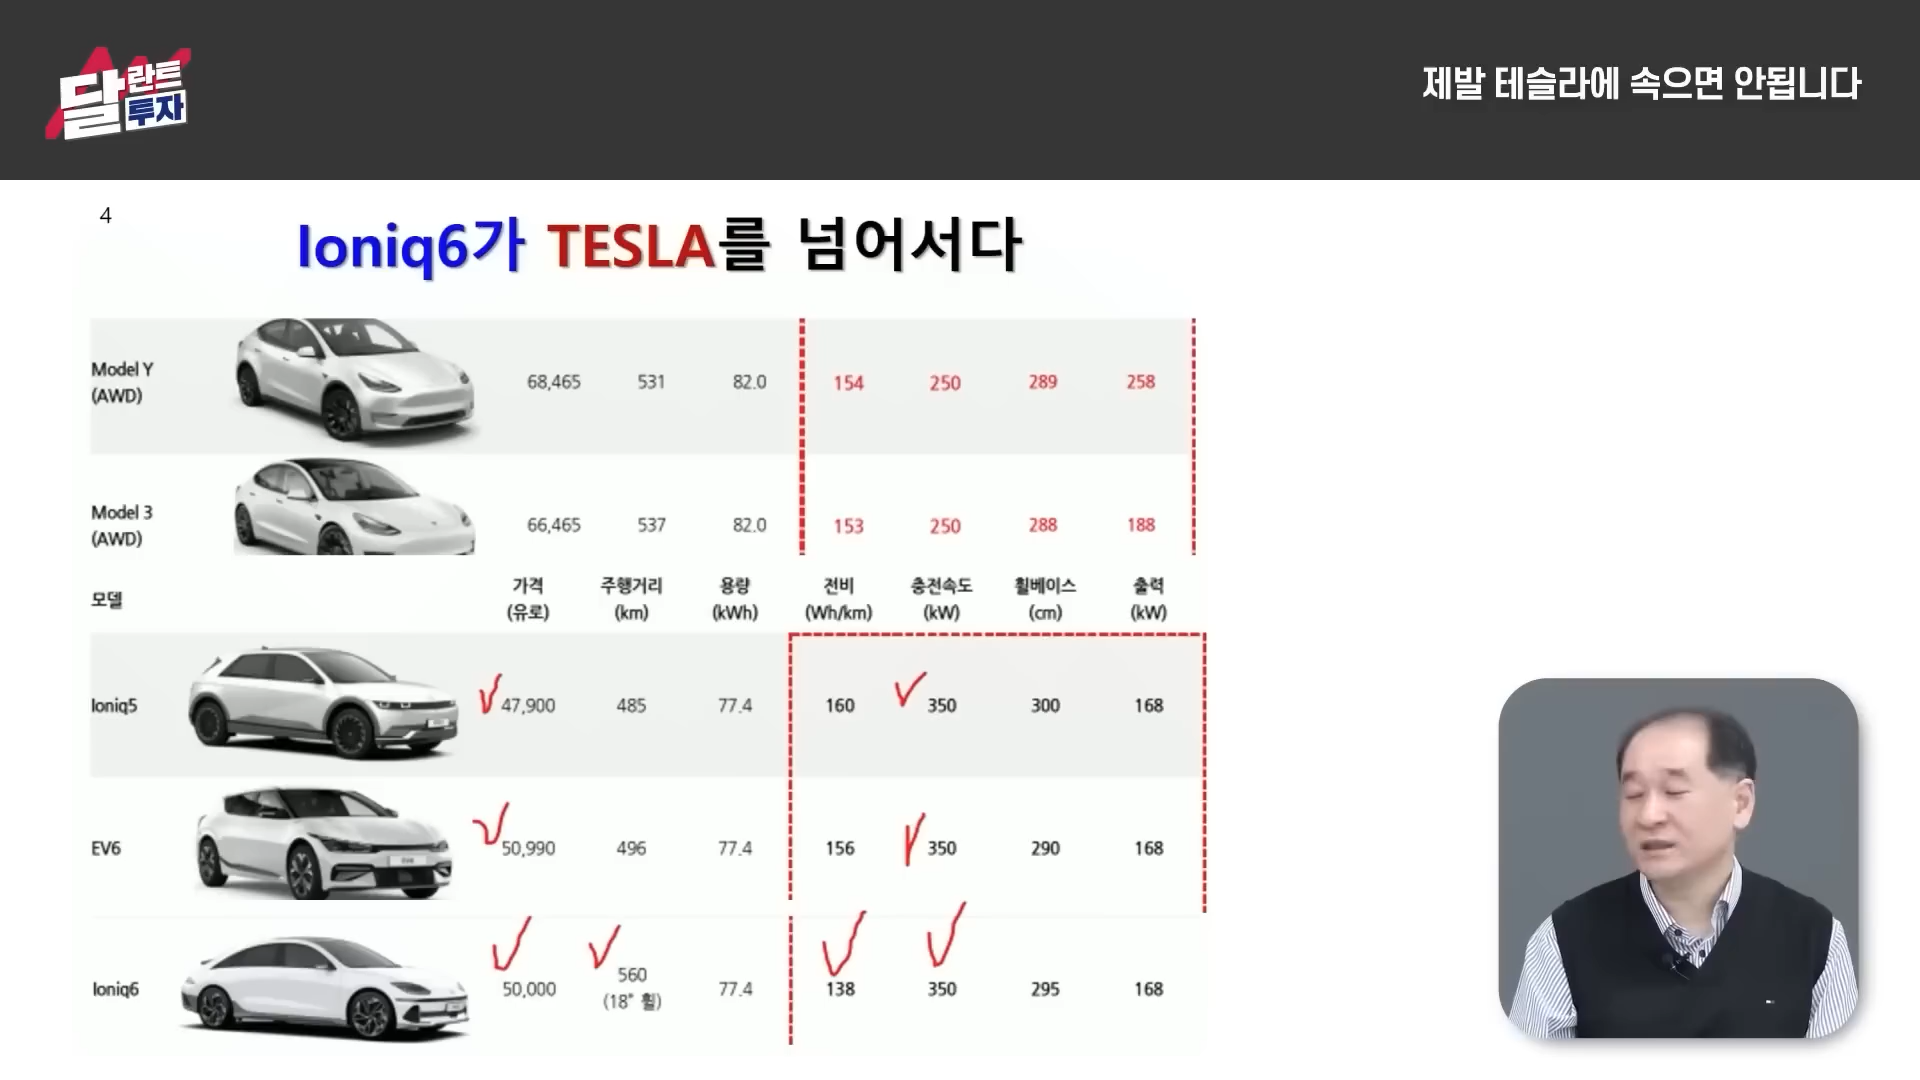 달란트
투자
제발 테슬라에 속으면 안됩니다
4
Ioniq6가 TESLA를 넘어서다
Model Y
(AWD)
68,465 531 82.0 154 250 289 258
Model 3
(AWD)
66,465 537 82.0 153 250 288 188
모델
가격 주행거리 용량 전비 충전속도 휠베이스 출력
(유로) (km) (kWh) (Wh/km) (kW) (cm) (kW)
Ioniq5 47,900 485 77.4 160 350 300 168
EV6 50,990 496 77.4 156 350 290 168
Ioniq6 50,000 560 77.4 138 350 295 168
(18" 휠)